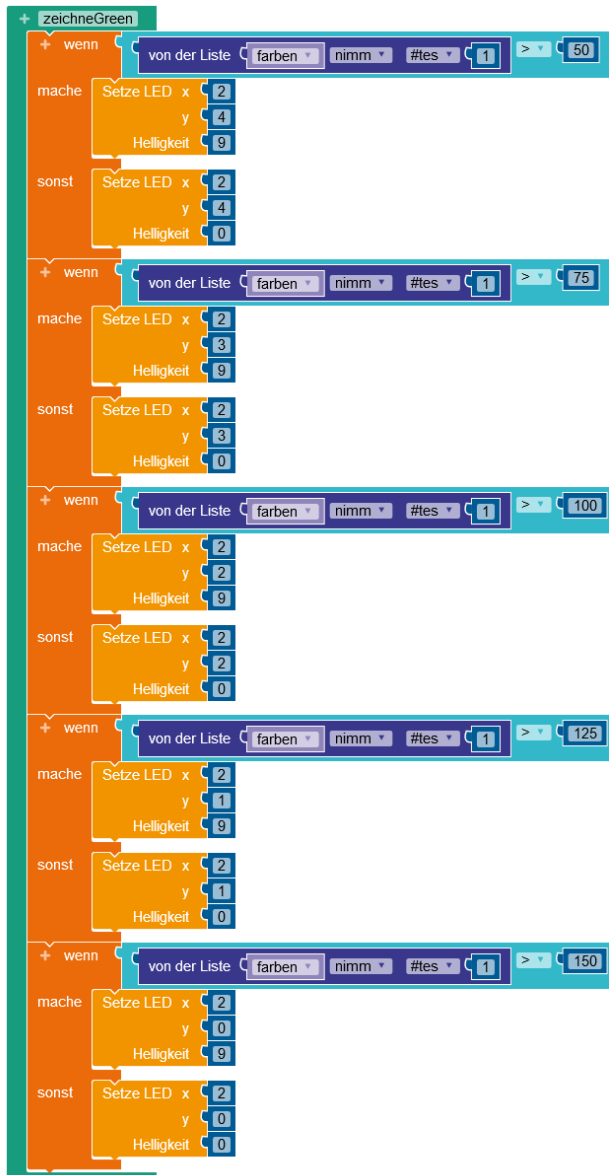 + zeichneGreen
+ wenn von der Liste farben nimm #tes 1 > 50
mache Setze LED x 2
y 4
Helligkeit 9
sonst Setze LED x 2
y 4
Helligkeit 0
+ wenn von der Liste farben nimm #tes 1 > 75
mache Setze LED x 2
y 3
Helligkeit 9
sonst Setze LED x 2
y 3
Helligkeit 0
+ wenn von der Liste farben nimm #tes 1 > 100
mache Setze LED x 2
y 2
Helligkeit 9
sonst Setze LED x 2
y 2
Helligkeit 0
+ wenn von der Liste farben nimm #tes 1 > 125
mache Setze LED x 2
y 1
Helligkeit 9
sonst Setze LED x 2
y 1
Helligkeit 0
+ wenn von der Liste farben nimm #tes 1 > 150
mache Setze LED x 2
y 0
Helligkeit 9
sonst Setze LED x 2
y 0
Helligkeit 0